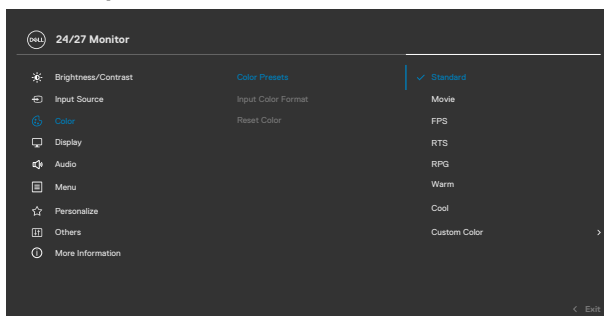 DELL 24/27 Monitor
Brightness/Contrast Color Presets Standard
Input Source Input Color Format Movie
Color Reset Color FPS
Display RTS
Audio RPG
Menu Warm
Personalize Cool
Others Custom Color >
More Information
< Exit